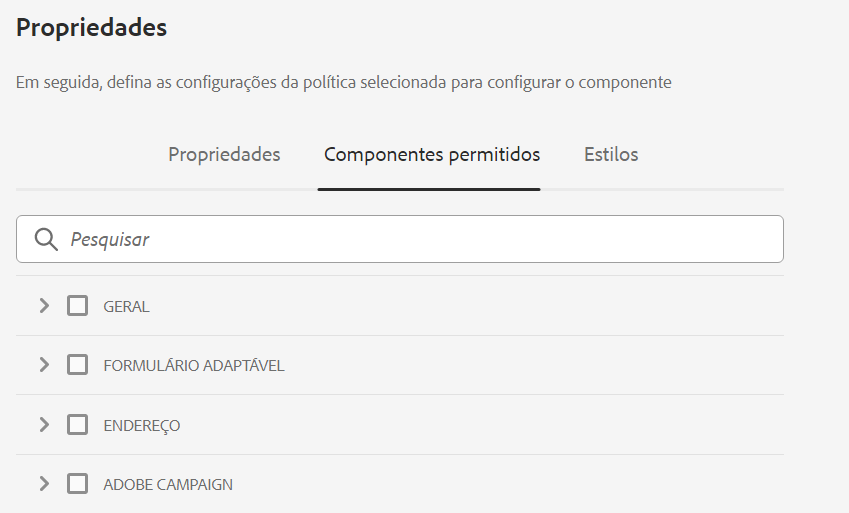 Propriedades
Em seguida, defina as configurações da política selecionada para configurar o componente
Propriedades Componentes permitidos Estilos
Pesquisar
GERAL
FORMULÁRIO ADAPTÁVEL
ENDEREÇO
ADOBE CAMPAIGN